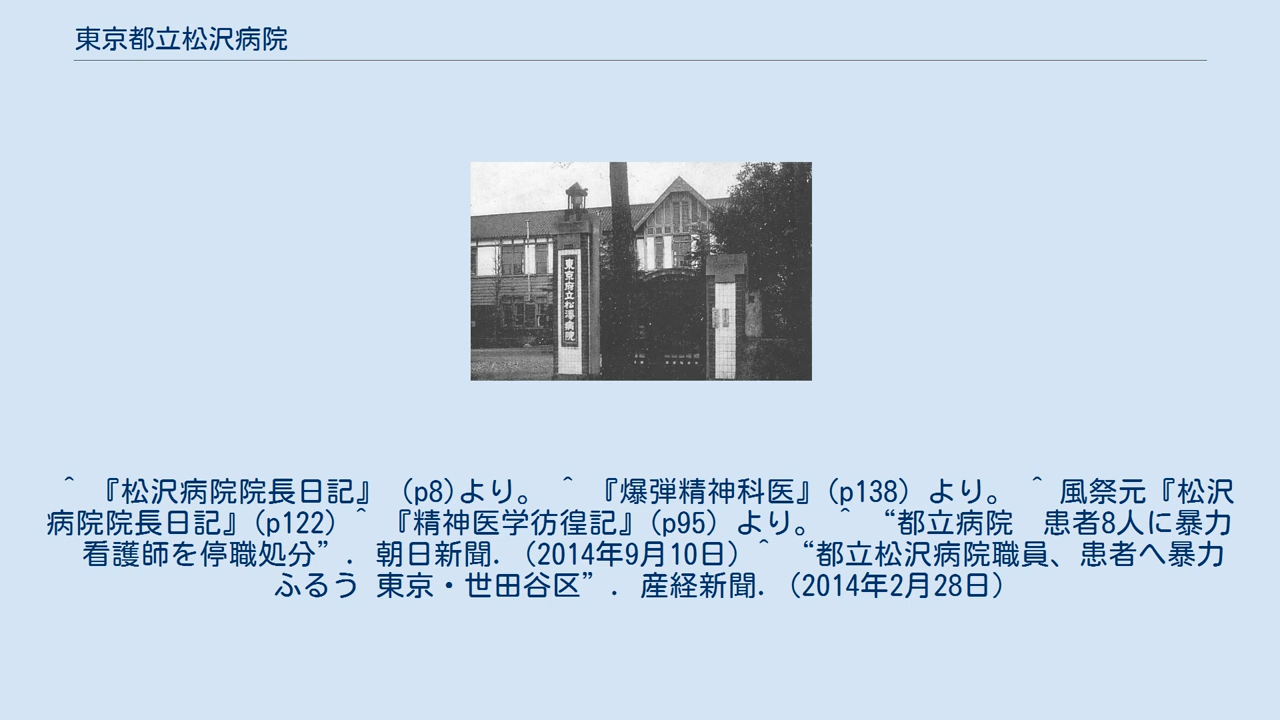 東京都立松沢病院
東京府立松澤病院
＾ 『松沢病院院長日記』 （p8)より。 ＾ 『爆弾精神科医』（p138）より。 ＾ 風祭元『松沢
病院院長日記』（p122） ＾ 『精神医学彷徨記』（p95）より。 ＾ “都立病院　患者8人に暴力
看護師を停職処分”. 朝日新聞. （2014年9月10日） ＾ “都立松沢病院職員、患者へ暴力
ふるう 東京・世田谷区”. 産経新聞. （2014年2月28日）